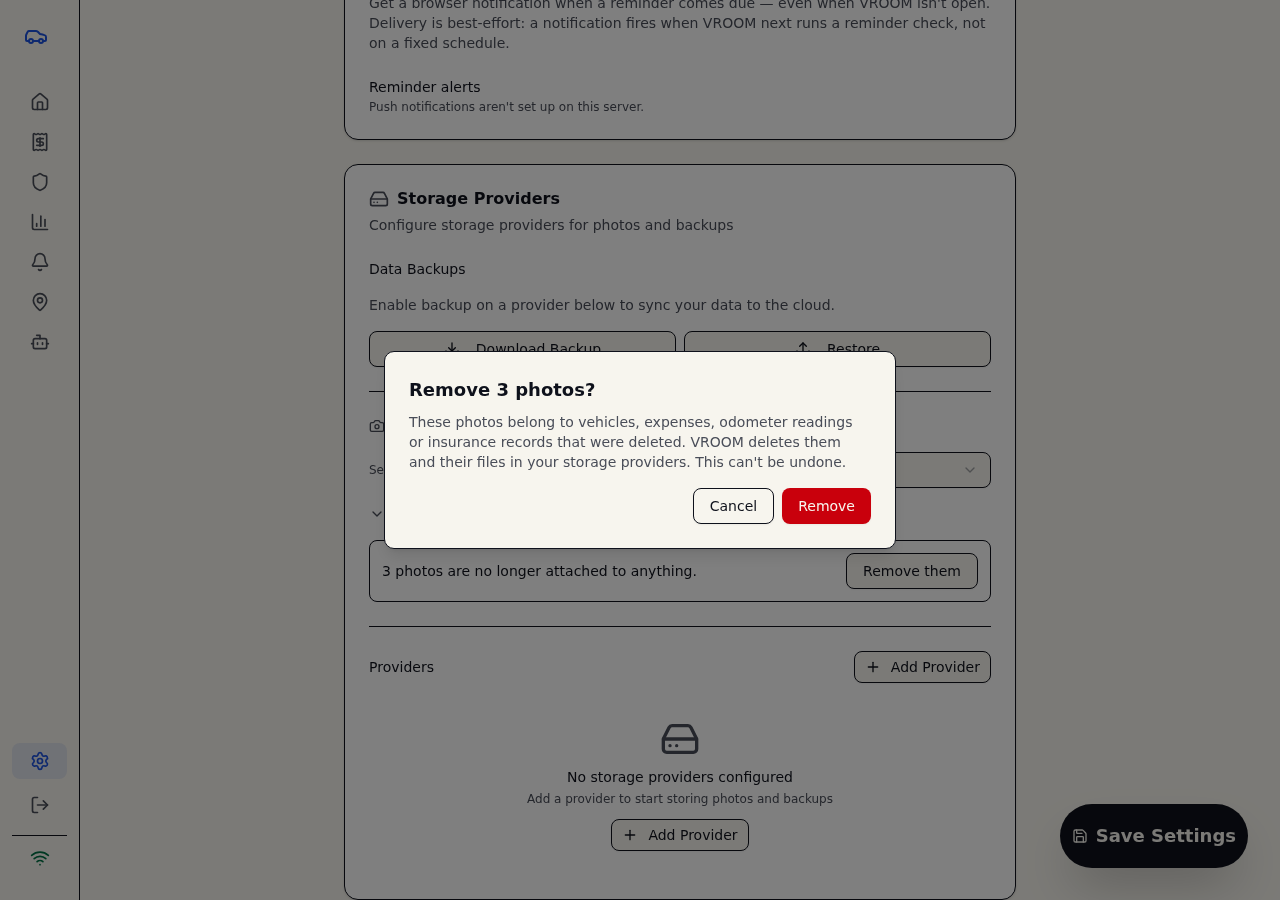 Get a browser notification when a reminder comes due — even when VROOM isn't open.
Delivery is best-effort: a notification fires when VROOM next runs a reminder check, not
on a fixed schedule.
Reminder alerts
Push notifications aren't set up on this server.
Storage Providers
Configure storage providers for photos and backups
Data Backups
Enable backup on a provider below to sync your data to the cloud.
Download Backup
Restore
Remove 3 photos?
These photos belong to vehicles, expenses, odometer readings
or insurance records that were deleted. VROOM deletes them
and their files in your storage providers. This can't be undone.
Se
Cancel
Remove
3 photos are no longer attached to anything.
Remove them
Providers
Add Provider
No storage providers configured
Add a provider to start storing photos and backups
Add Provider
Save Settings